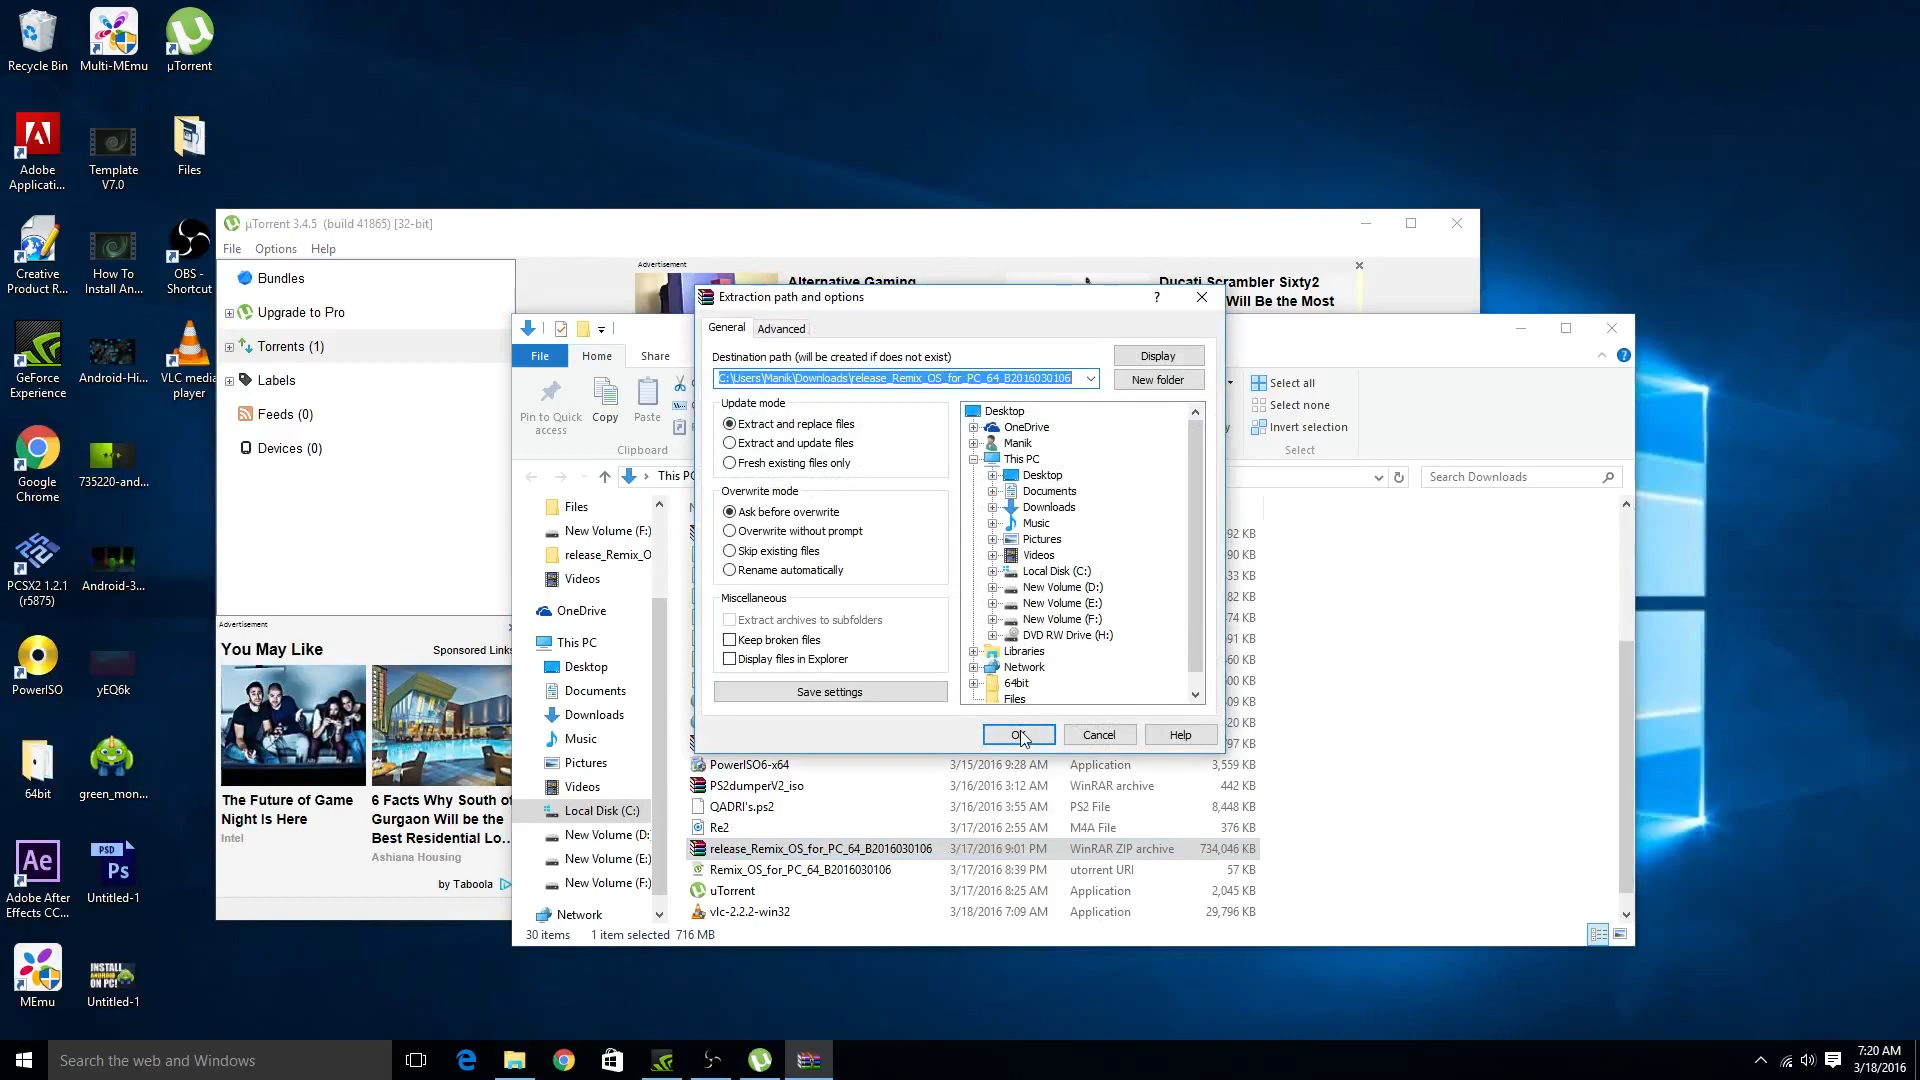 Recycle Bin
Multi-MEmu
µTorrent
Adobe
Applicati...
Template
V7.0
Files
Creative
Product R...
How To
Install An...
OBS -
Shortcut
GeForce
Experience
Android-Hi...
VLC media
player
Google
Chrome
735220-and...
PCSX2 1.2.1
(r5875)
Android-3...
PowerISO
yEQ6k
64bit
green_mon...
Adobe After
Effects CC...
Untitled-1
MEmu
INSTALL
ANDROID
ON PC!
Untitled-1
µTorrent 3.4.5 (build 41865) [32-bit]
File Options Help
Bundles
Upgrade to Pro
Torrents (1)
Labels
Feeds (0)
Devices (0)
Advertisement
Alternative Gaming
Ducati Scrambler Sixty2
Will Be the Most
Advertisement
You May Like
Sponsored Links
The Future of Game
Night Is Here
Intel
6 Facts Why South of
Gurgaon Will be the
Best Residential Lo...
Ashiana Housing
by Taboola
File Home Share
Pin to Quick
access
Copy
Paste
Clipboard
Select all
Select none
Invert selection
Select
This PC
Search Downloads
Files
New Volume (F:)
release_Remix_O
Videos
OneDrive
This PC
Desktop
Documents
Downloads
Music
Pictures
Videos
Local Disk (C:)
New Volume (D:
New Volume (E:)
New Volume (F:)
Network
92 KB
90 KB
33 KB
82 KB
74 KB
91 KB
60 KB
00 KB
48 KB
20 KB
97 KB
PowerISO6-x64 3/15/2016 9:28 AM Application 3,559 KB
PS2dumperV2_iso 3/16/2016 3:12 AM WinRAR archive 442 KB
QADRI's.ps2 3/16/2016 3:55 AM PS2 File 8,448 KB
Re2 3/17/2016 2:55 AM M4A File 376 KB
release_Remix_OS_for_PC_64_B2016030106 3/17/2016 9:01 PM WinRAR ZIP archive 734,046 KB
Remix_OS_for_PC_64_B2016030106 3/17/2016 8:39 PM utorrent URI 57 KB
uTorrent 3/17/2016 8:25 AM Application 2,045 KB
vlc-2.2.2-win32 3/18/2016 7:09 AM Application 29,796 KB
30 items 1 item selected 716 MB
Extraction path and options
General Advanced
Destination path (will be created if does not exist)
Display
C:\Users\Manik\Downloads\release_Remix_OS_for_PC_64_B2016030106
New folder
Update mode
Extract and replace files
Extract and update files
Fresh existing files only
Overwrite mode
Ask before overwrite
Overwrite without prompt
Skip existing files
Rename automatically
Miscellaneous
Extract archives to subfolders
Keep broken files
Display files in Explorer
Save settings
Desktop
OneDrive
Manik
This PC
Desktop
Documents
Downloads
Music
Pictures
Videos
Local Disk (C:)
New Volume (D:)
New Volume (E:)
New Volume (F:)
DVD RW Drive (H:)
Libraries
Network
64bit
Files
Cancel
Help
Search the web and Windows
7:20 AM
3/18/2016